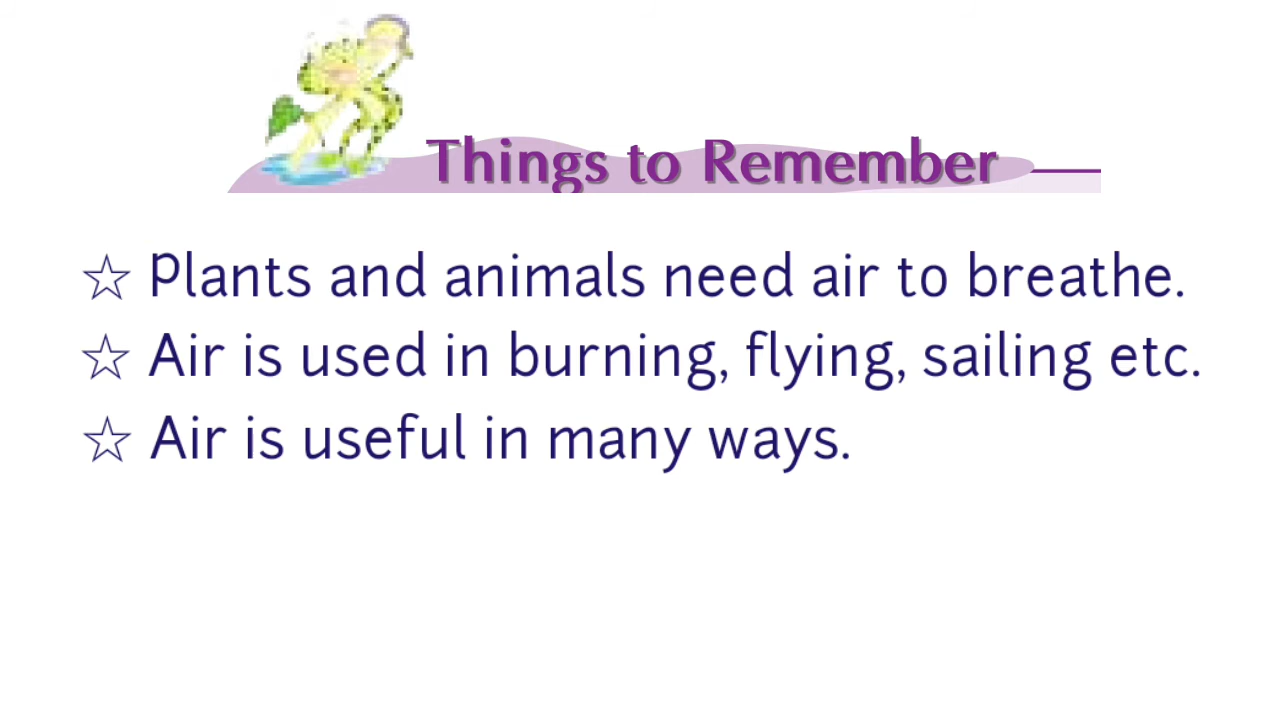 Things to Remember
☆ Plants and animals need air to breathe.
☆ Air is used in burning, flying, sailing etc.
☆ Air is useful in many ways.